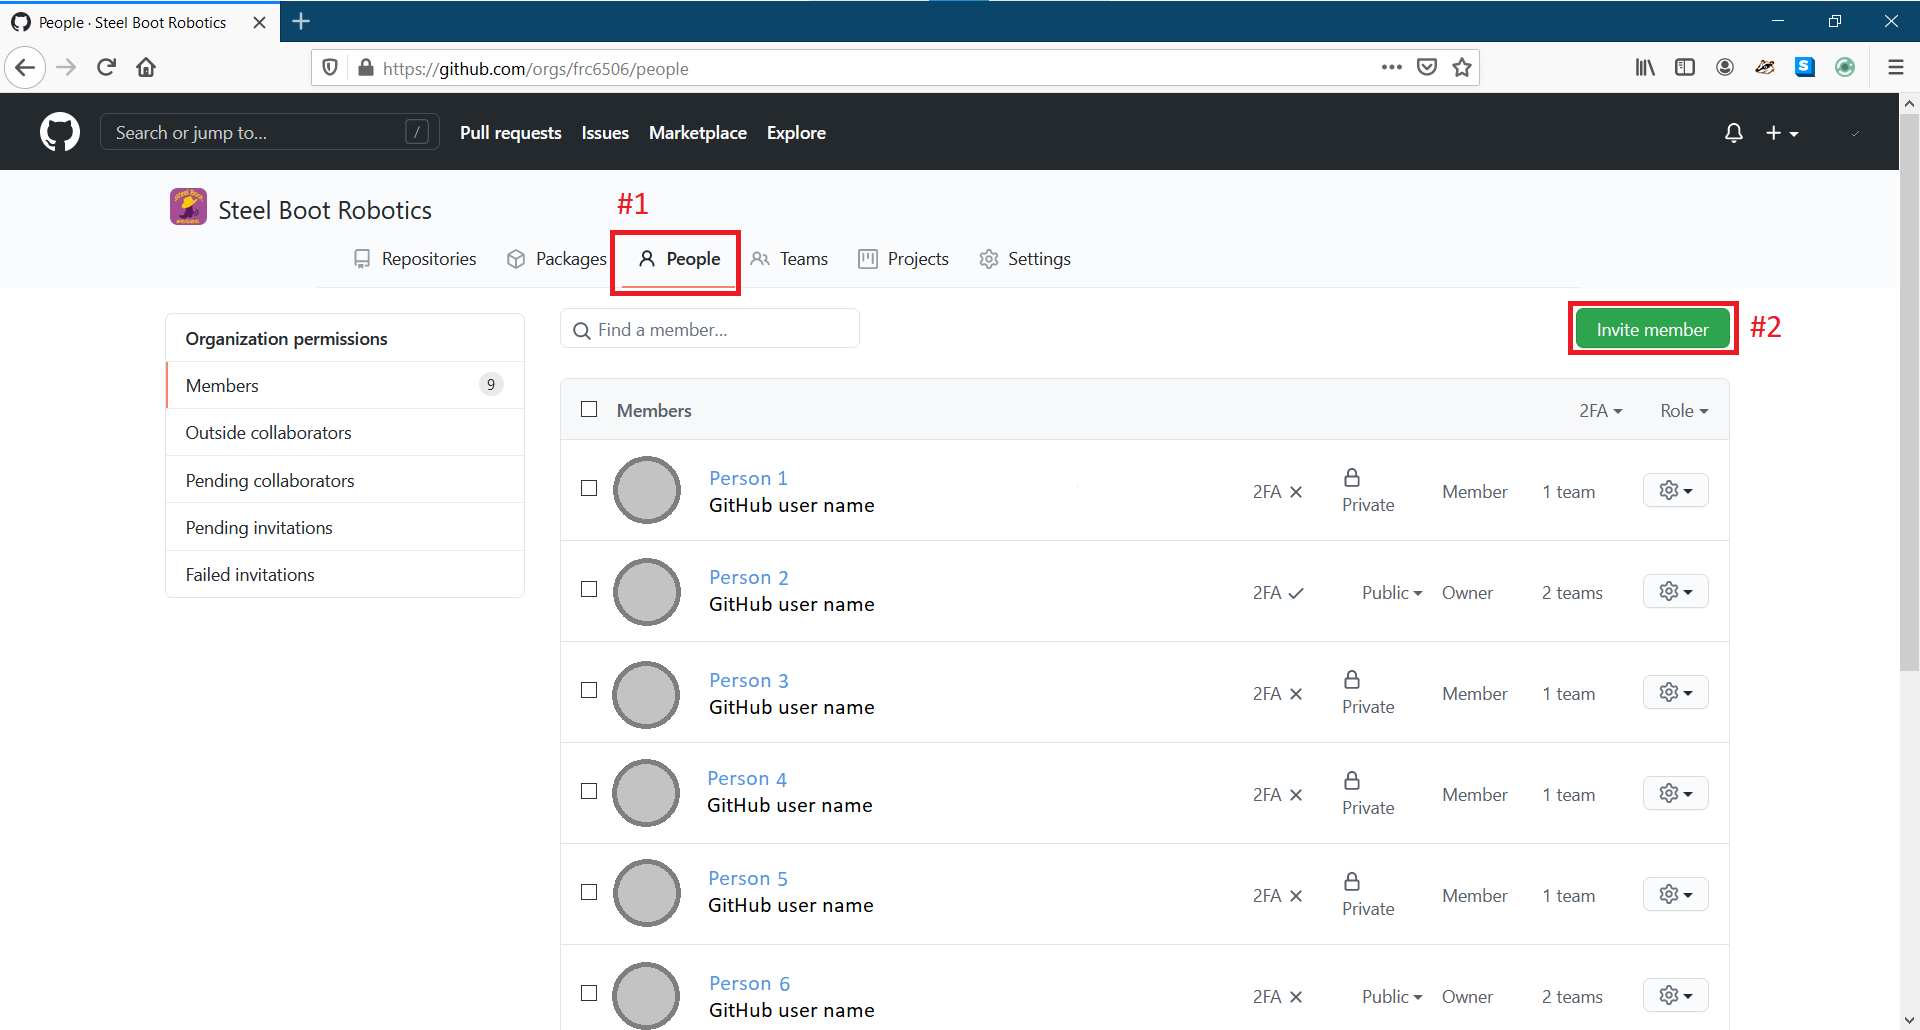 People · Steel Boot Robotics
https://github.com/orgs/frc6506/people
Search or jump to... / Pull requests Issues Marketplace Explore
Steel Boot Robotics
#1
Repositories Packages People Teams Projects Settings
Organization permissions
Members 9
Outside collaborators
Pending collaborators
Pending invitations
Failed invitations
Find a member...
Invite member #2
Members 2FA Role
Person 1
GitHub user name
2FA Private Member 1 team
Person 2
GitHub user name
2FA Public Owner 2 teams
Person 3
GitHub user name
2FA Private Member 1 team
Person 4
GitHub user name
2FA Private Member 1 team
Person 5
GitHub user name
2FA Private Member 1 team
Person 6
GitHub user name
2FA Public Owner 2 teams